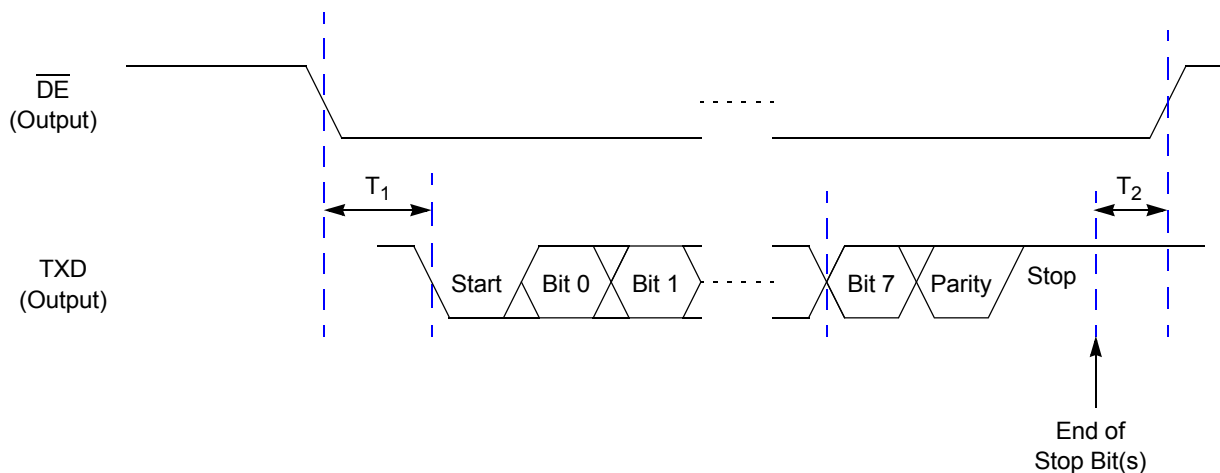 DE
(Output)
T1
T2
TXD
(Output)
Start
Bit 0
Bit 1
Bit 7
Parity
Stop
End of
Stop Bit(s)